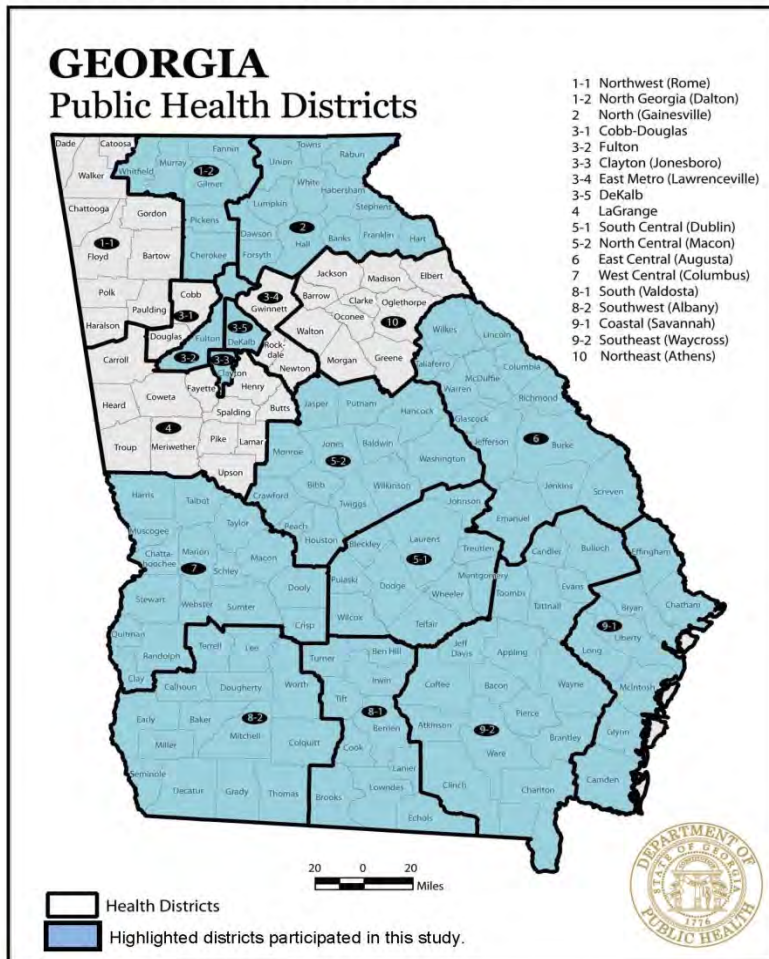 GEORGIA
Public Health Districts
1-1 Northwest (Rome)
1-2 North Georgia (Dalton)
2 North (Gainesville)
3-1 Cobb-Douglas
3-2 Fulton
3-3 Clayton (Jonesboro)
3-4 East Metro (Lawrenceville)
3-5 DeKalb
4 LaGrange
5-1 South Central (Dublin)
5-2 North Central (Macon)
6 East Central (Augusta)
7 West Central (Columbus)
8-1 South (Valdosta)
8-2 Southwest (Albany)
9-1 Coastal (Savannah)
9-2 Southeast (Waycross)
10 Northeast (Athens)
Dade
Catoosa
Walker
Whitfield
Murray
Fannin
1-2
Gilmer
Chattooga
Gordon
Pickens
1-1
Floyd
Bartow
Cherokee
Polk
Paulding
Haralson
Towns
Union
Rabun
White
Habersham
Lumpkin
Stephens
Dawson
2
Hall
Banks
Franklin
Hart
Forsyth
Cobb
3-1
Douglas
3-4
Gwinnett
3-5
DeKalb
Fulton
3-2
3-3
Clayton
Rock-
dale
Newton
Jackson
Madison
Elbert
Barrow
Clarke
Oglethorpe
Oconee
10
Walton
Morgan
Greene
Carroll
Fayette
Henry
Coweta
Heard
Spalding
Butts
4
Troup
Meriwether
Pike
Lamar
Upson
Wilkes
Lincoln
Taliaferro
Columbia
McDuffie
Warren
Richmond
Glascock
Jefferson
6
Burke
Jenkins
Screven
Emanuel
Jasper
Putnam
Hancock
Jones
Baldwin
Monroe
5-2
Washington
Bibb
Wilkinson
Crawford
Twiggs
Peach
Houston
Johnson
Laurens
Bleckley
5-1
Treutlen
Pulaski
Dodge
Montgomery
Wheeler
Wilcox
Telfair
Harris
Talbot
Taylor
Muscogee
Chatta-
hoochee
Marion
Macon
7
Schley
Dooly
Stewart
Webster
Sumter
Crisp
Quitman
Randolph
Clay
Terrell
Lee
Calhoun
Dougherty
Worth
Early
Baker
8-2
Mitchell
Miller
Colquitt
Seminole
Decatur
Grady
Thomas
Turner
Ben Hill
Irwin
Tift
8-1
Berrien
Cook
Lanier
Brooks
Lowndes
Echols
Candler
Bulloch
Evans
Toombs
Tattnall
Jeff
Davis
Appling
Coffee
Bacon
Wayne
Pierce
Atkinson
9-2
Brantley
Ware
Clinch
Charlton
Effingham
Bryan
Chatham
9-1
Liberty
Long
McIntosh
Glynn
Camden
20 0 20
Miles
Health Districts
Highlighted districts participated in this study.
DEPARTMENT OF
STATE OF GEORGIA
1776
PUBLIC HEALTH